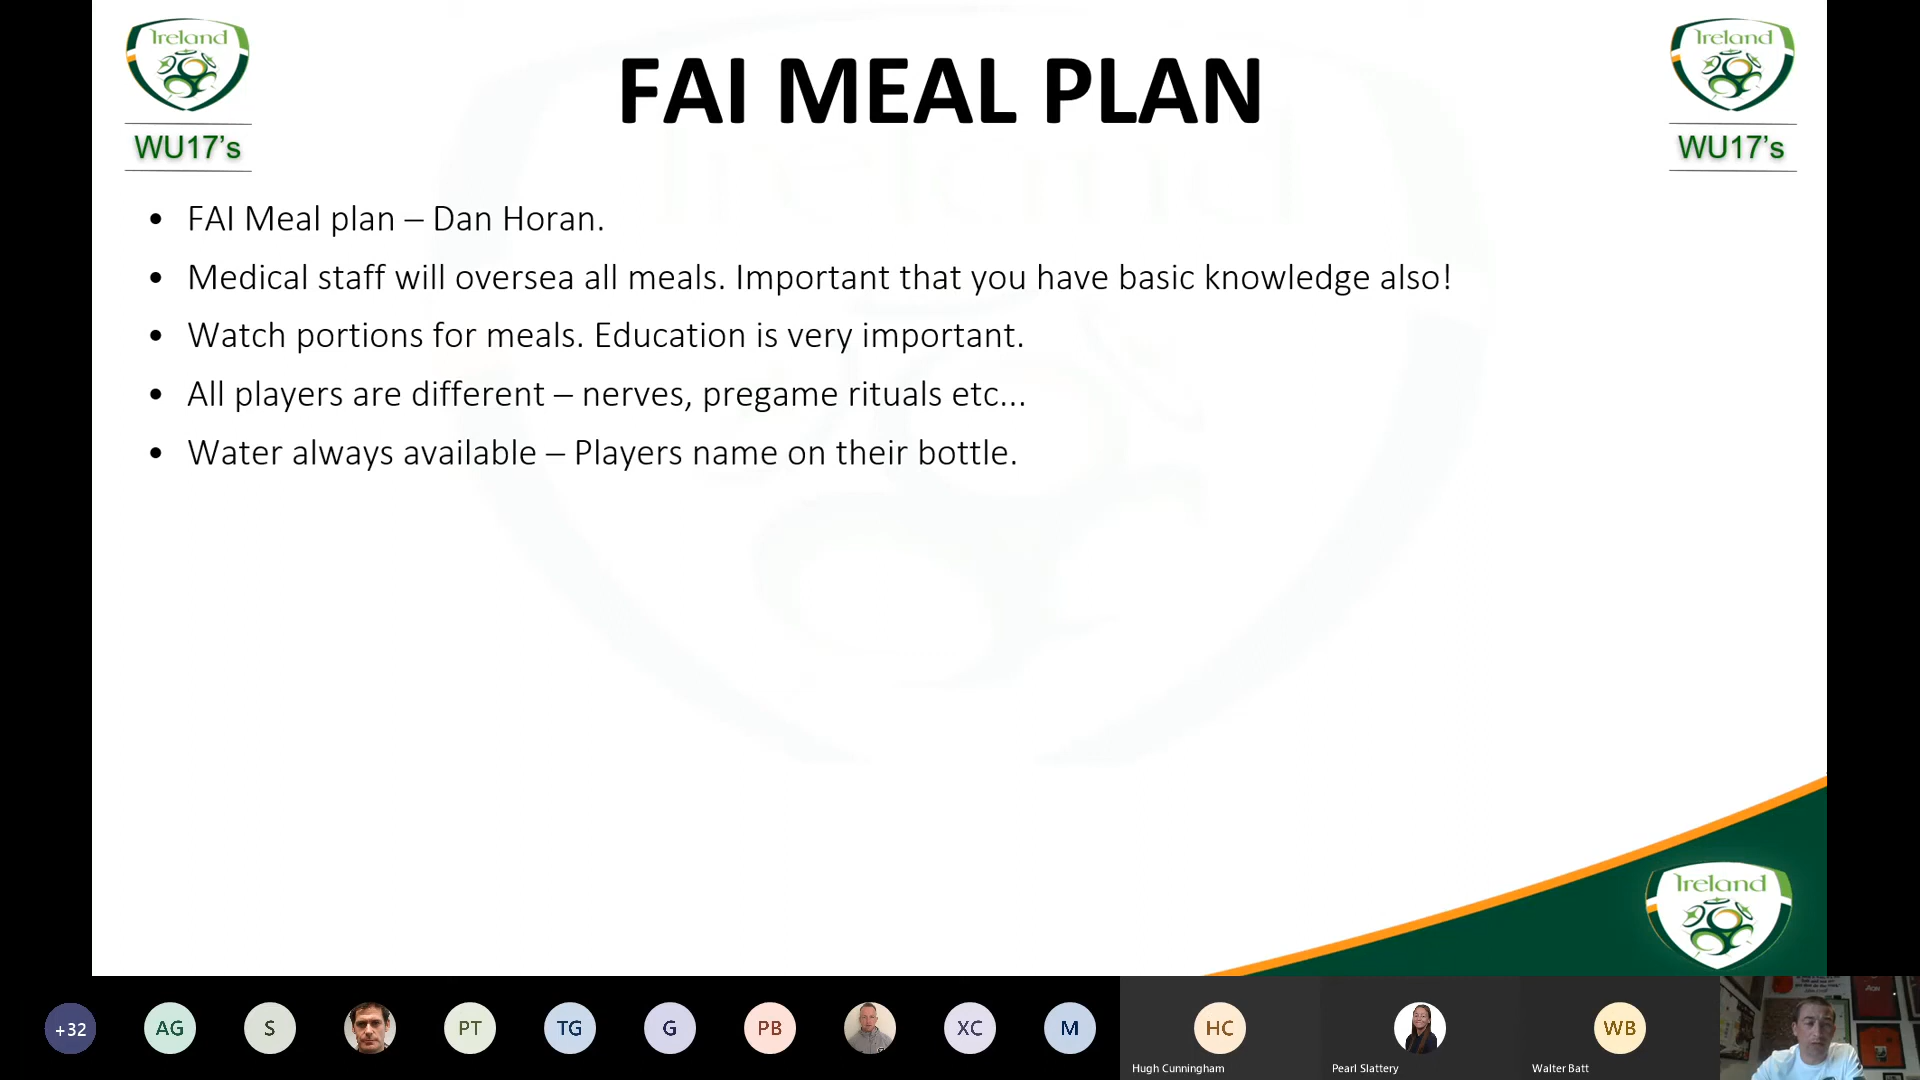 Ireland
Ireland
FAI MEAL PLAN
WU17’s
WU17’s
• FAI Meal plan – Dan Horan.
• Medical staff will oversea all meals. Important that you have basic knowledge also!
• Watch portions for meals. Education is very important.
• All players are different – nerves, pregame rituals etc...
• Water always available – Players name on their bottle.
Ireland
Ireland
+32
AG
S
PT
TG
G
PB
XC
M
HC
WB
Hugh Cunningham
Pearl Slattery
Walter Batt